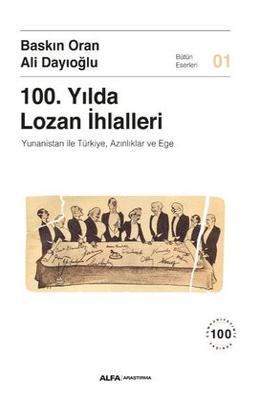 Baskın Oran
Ali Dayıoğlu
Bütün
Eserleri
01
100. Yılda
Lozan İhlalleri
Yunanistan ile Türkiye, Azınlıklar ve Ege
100
ALFA | ARAŞTIRMA